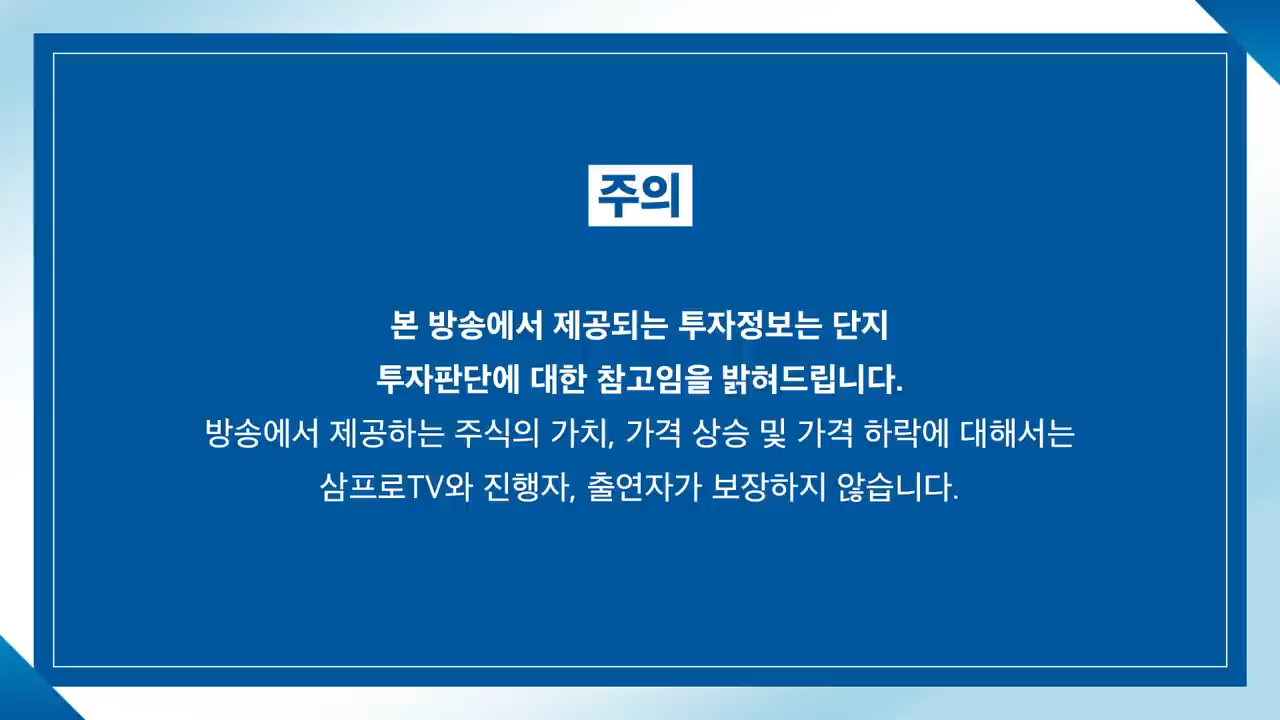 주의
본 방송에서 제공되는 투자정보는 단지
투자판단에 대한 참고임을 밝혀드립니다.
방송에서 제공하는 주식의 가치, 가격 상승 및 가격 하락에 대해서는
삼프로TV와 진행자, 출연자가 보장하지 않습니다.